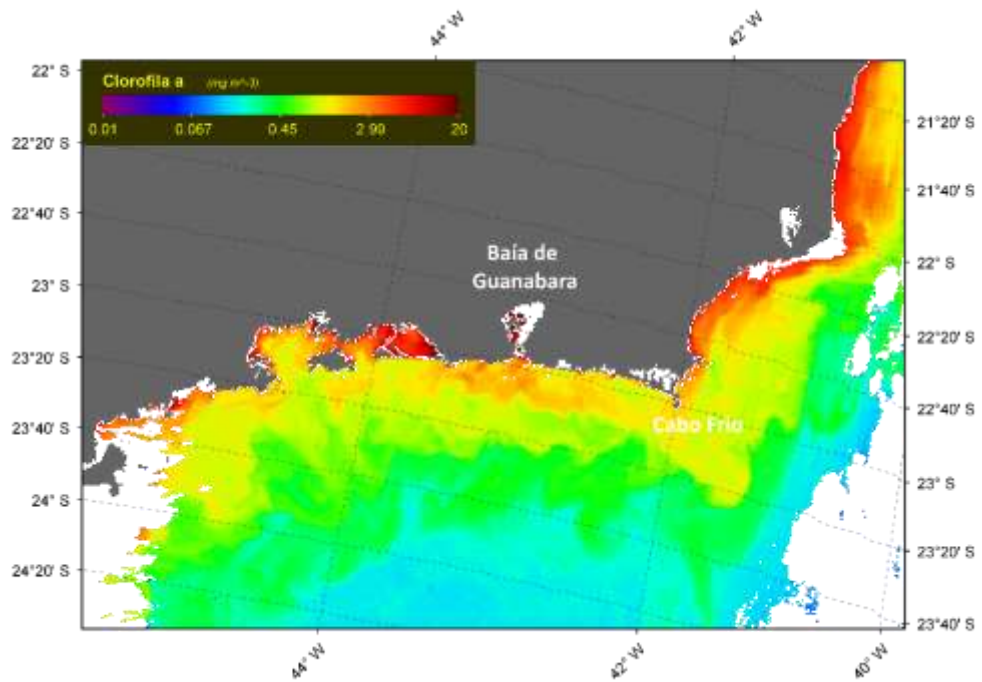 44° W
42° W
22° S
22°20' S
22°40' S
23° S
23°20' S
23°40' S
24° S
24°20' S
Clorofila a (mg m^-3)
0.01 0.067 0.45 2.99 20
Baía de
Guanabara
Cabo Frio
21°20' S
21°40' S
22° S
22°20' S
22°40' S
23° S
23°20' S
23°40' S
44° W
42° W
40° W